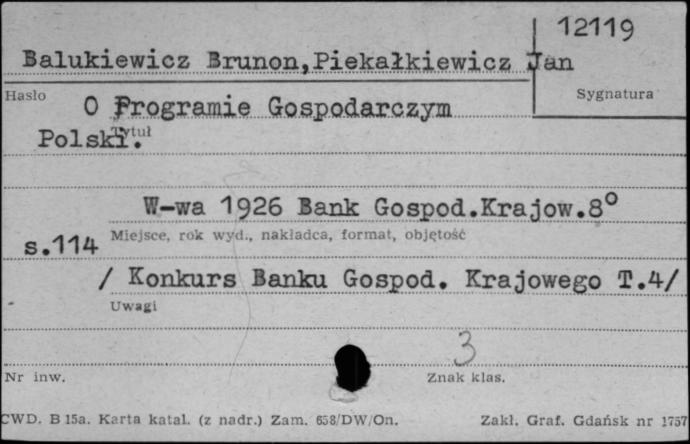 12119
Balukiewicz Brunon, Piekałkiewicz Jan
Hasło
Sygnatura
O Programie Gospodarczym
Polski.
Tytuł
W-wa 1926 Bank Gospod.Krajow.8°
s.114
Miejsce, rok wyd., nakładca, format, objętość
/ Konkurs Banku Gospod. Krajowego T.4/
Uwagi
3
Nr inw.
Znak klas.
CWD. B 15a. Karta katal. (z nadr.) Zam. 658/DW/On.
Zakł. Graf. Gdańsk nr 1757